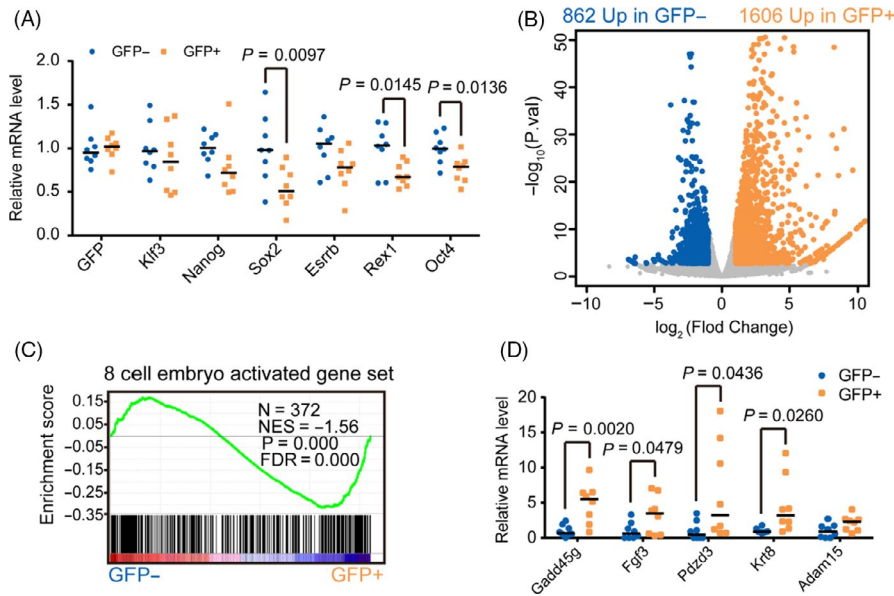 (A)
GFP− GFP+
Relative mRNA level
2.0
1.5
1.0
0.5
0.0
P = 0.0097
P = 0.0145
P = 0.0136
GFP
Klf3
Nanog
Sox2
Esrrb
Rex1
Oct4
(B)
862 Up in GFP− 1606 Up in GFP+
−log10(P.val)
50
40
30
20
10
0
−10 −5 0 5 10
log2 (Flod Change)
(C)
8 cell embryo activated gene set
Enrichment score
0.15
0.05
−0.05
−0.15
−0.25
−0.35
N = 372
NES = −1.56
P = 0.000
FDR = 0.000
GFP− GFP+
(D)
GFP−
GFP+
Relative mRNA level
20
15
10
5
0
P = 0.0020
P = 0.0479
P = 0.0436
P = 0.0260
Gadd45g
Fgf3
Pdzd3
Krt8
Adam15